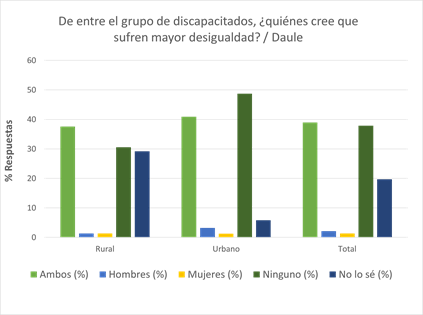 De entre el grupo de discapacitados, ¿quiénes cree que
sufren mayor desigualdad? / Daule
60
50
40
30
20
10
0
% Respuestas
Rural Urbano Total
Ambos (%) Hombres (%) Mujeres (%) Ninguno (%) No lo sé (%)